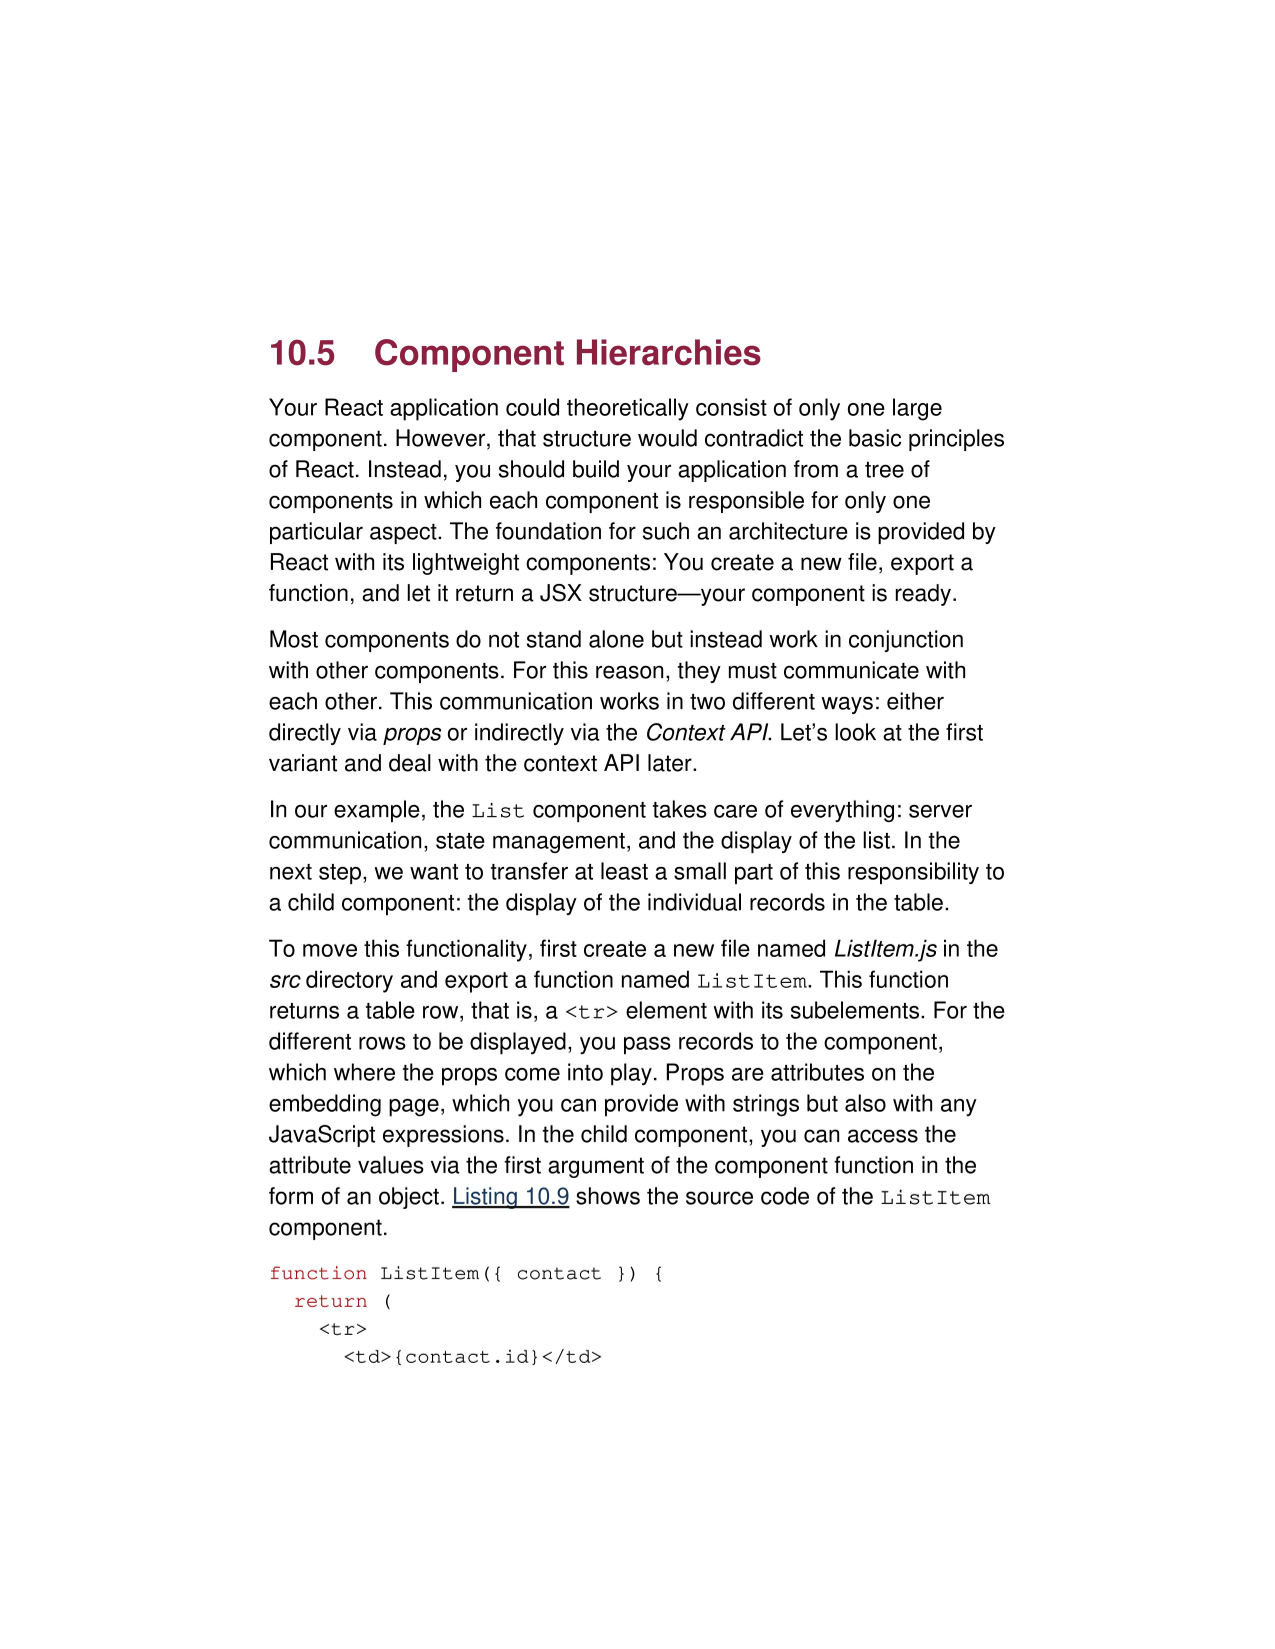 10.5 Component Hierarchies
Your React application could theoretically consist of only one large
component. However, that structure would contradict the basic principles
of React. Instead, you should build your application from a tree of
components in which each component is responsible for only one
particular aspect. The foundation for such an architecture is provided by
React with its lightweight components: You create a new file, export a
function, and let it return a JSX structure—your component is ready.
Most components do not stand alone but instead work in conjunction
with other components. For this reason, they must communicate with
each other. This communication works in two different ways: either
directly via props or indirectly via the Context API. Let’s look at the first
variant and deal with the context API later.
In our example, the List component takes care of everything: server
communication, state management, and the display of the list. In the
next step, we want to transfer at least a small part of this responsibility to
a child component: the display of the individual records in the table.
To move this functionality, first create a new file named ListItem.js in the
src directory and export a function named ListItem. This function
returns a table row, that is, a <tr> element with its subelements. For the
different rows to be displayed, you pass records to the component,
which where the props come into play. Props are attributes on the
embedding page, which you can provide with strings but also with any
JavaScript expressions. In the child component, you can access the
attribute values via the first argument of the component function in the
form of an object. Listing 10.9 shows the source code of the ListItem
component.
function ListItem({ contact }) {
  return (
    <tr>
      <td>{contact.id}</td>